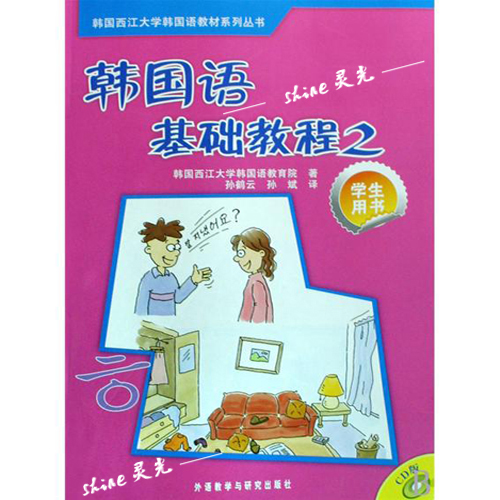 韩国西江大学韩国语教材系列丛书
韩国语
shine 灵光
基础教程2
韩国西江大学韩国语教育院 著
孙鹤云 孙 斌 译
学生
用书
잘 지냈어요?
ㅎ
shine 灵光
CD版
外语教学与研究出版社